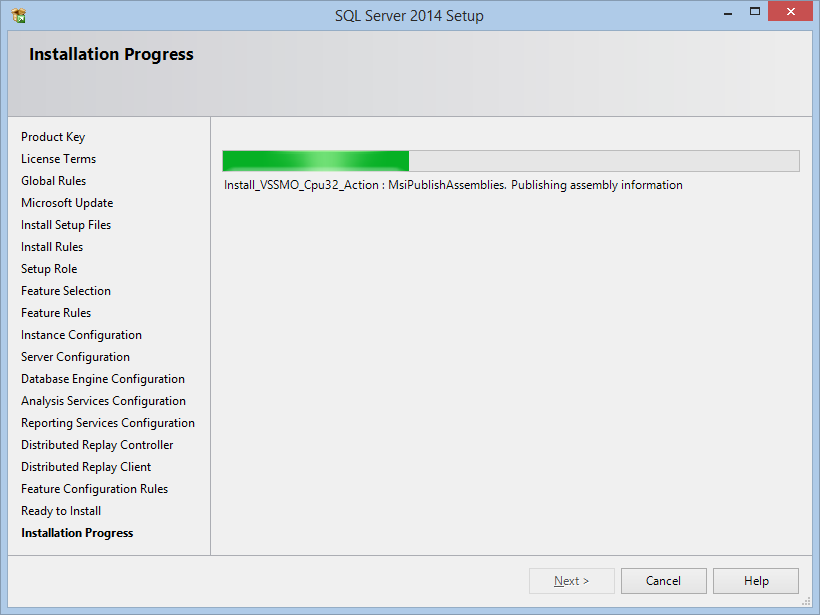 SQL Server 2014 Setup
Installation Progress
Product Key
License Terms
Global Rules
Microsoft Update
Install Setup Files
Install Rules
Setup Role
Feature Selection
Feature Rules
Instance Configuration
Server Configuration
Database Engine Configuration
Analysis Services Configuration
Reporting Services Configuration
Distributed Replay Controller
Distributed Replay Client
Feature Configuration Rules
Ready to Install
Installation Progress
Install_VSSMO_Cpu32_Action : MsiPublishAssemblies. Publishing assembly information
Next >
Cancel
Help